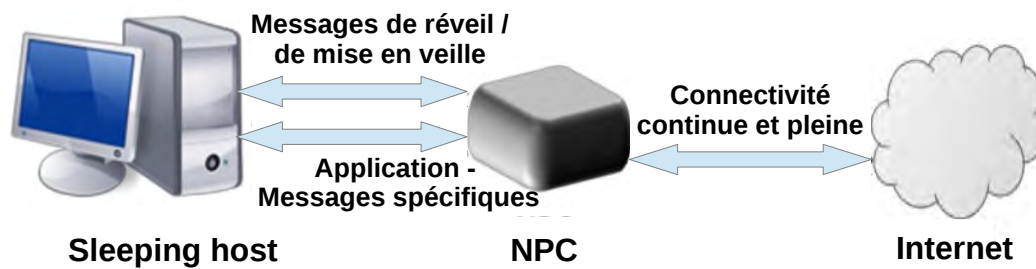 Messages de réveil /
de mise en veille
Connectivité
continue et pleine
Application -
Messages spécifiques
Sleeping host
NPC
Internet